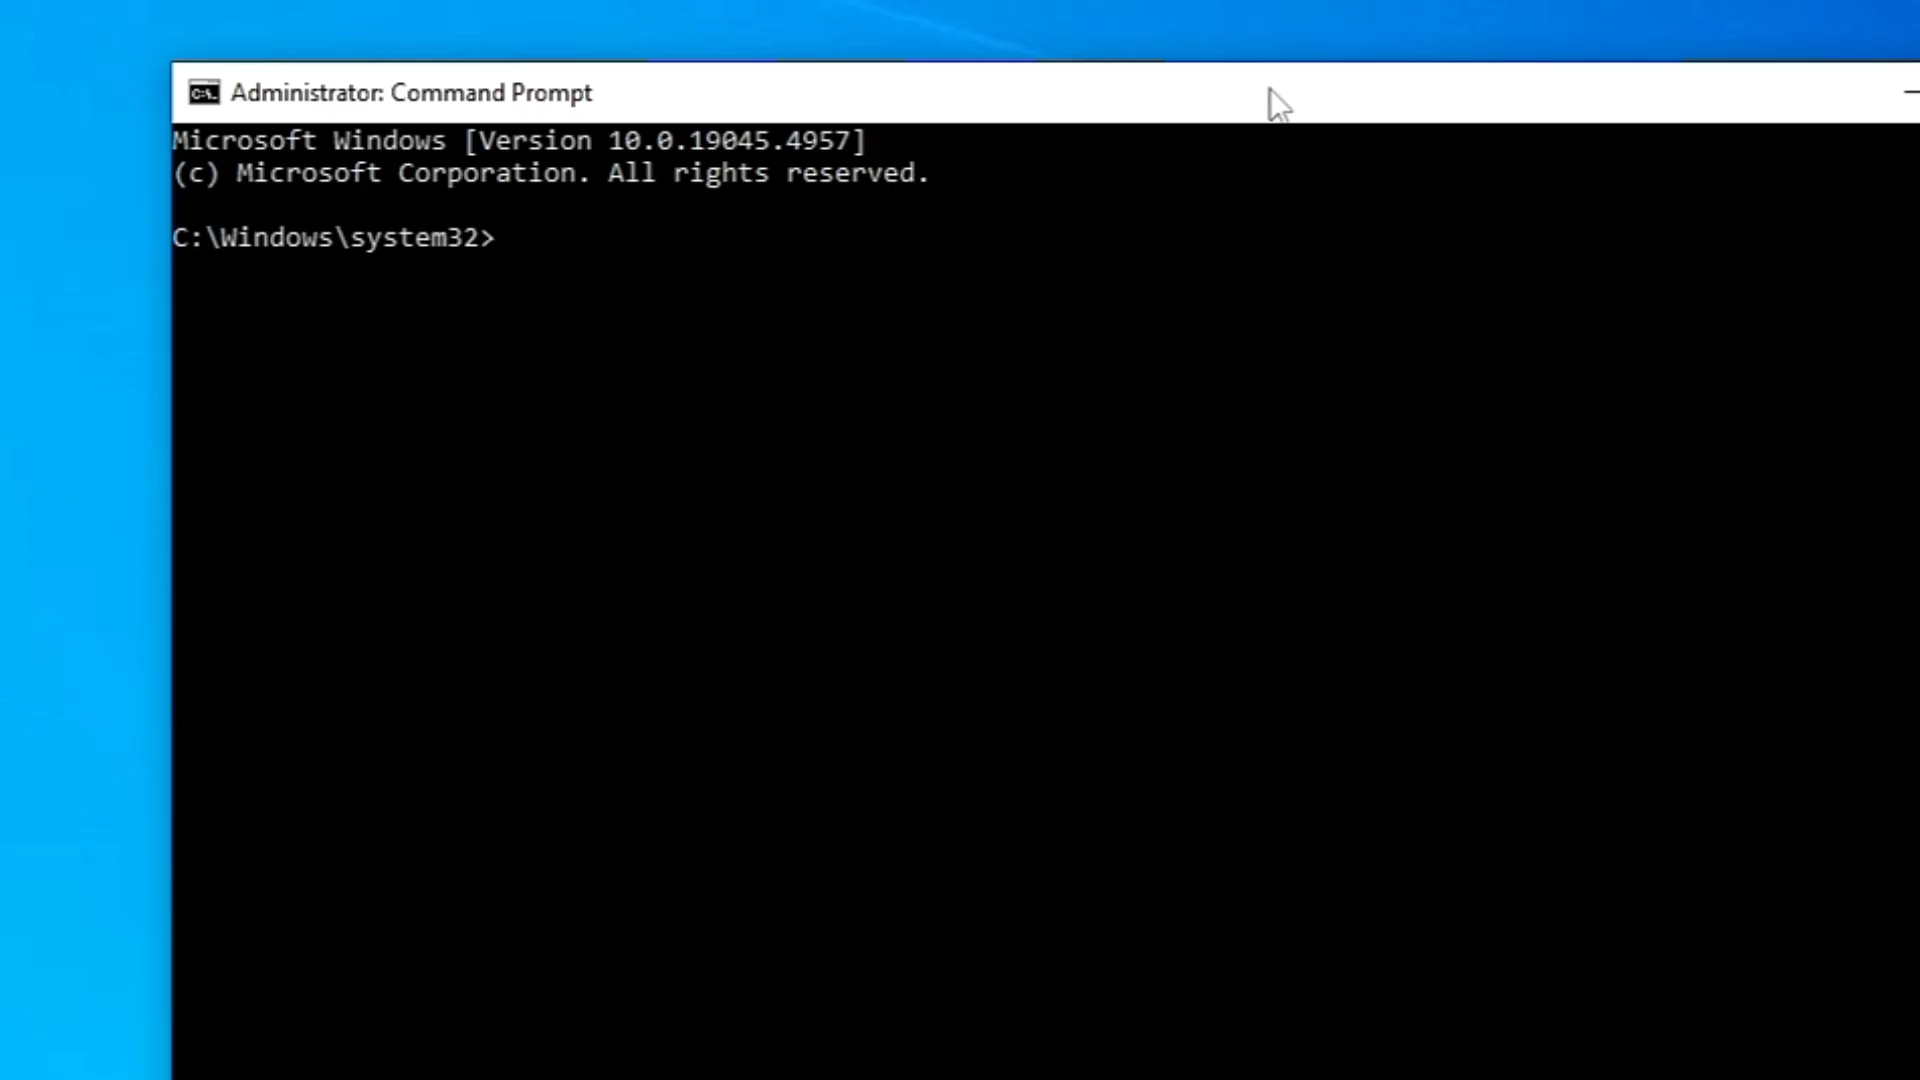 Administrator: Command Prompt
Microsoft Windows [Version 10.0.19045.4957]
(c) Microsoft Corporation. All rights reserved.
C:\Windows\system32>